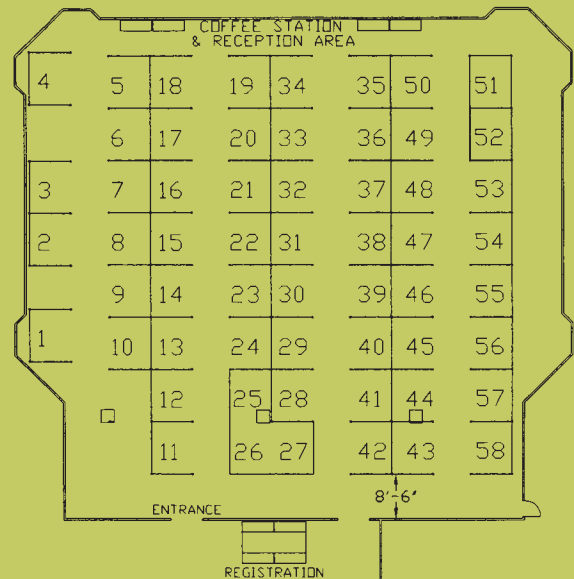 COFFEE STATION
& RECEPTION AREA
4 5 18 19 34 35 50 51
6 17 20 33 36 49 52
3 7 16 21 32 37 48 53
2 8 15 22 31 38 47 54
9 14 23 30 39 46 55
1 10 13 24 29 40 45 56
12 25 28 41 44 57
11 26 27 42 43 58
8'-6"
ENTRANCE
REGISTRATION